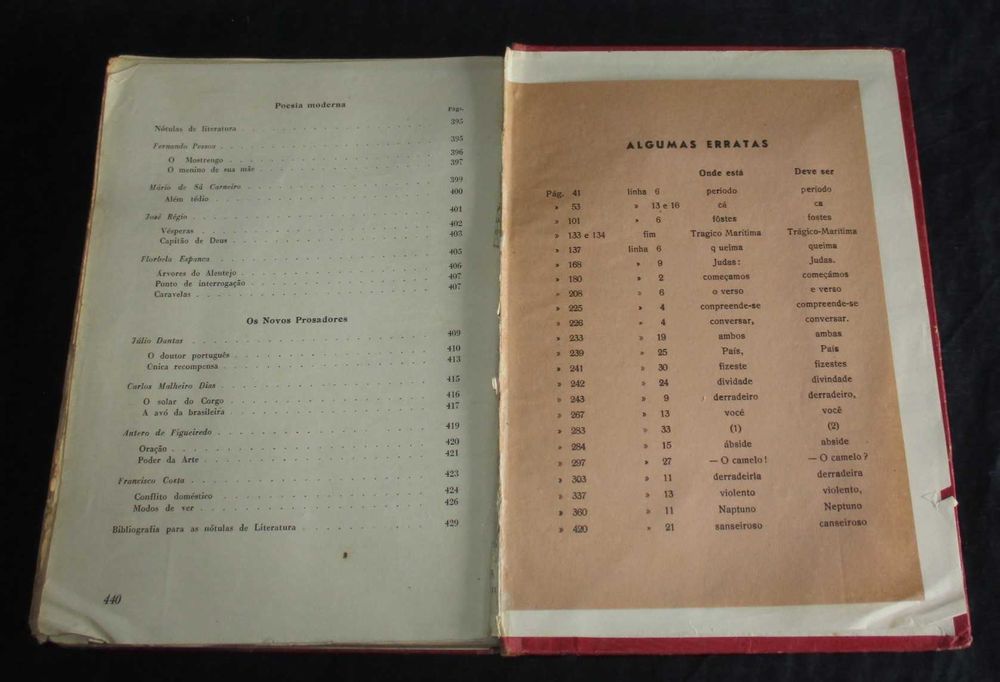 Poesia moderna
Págs.
Nótulas de literatura . . . 395
Fernando Pessoa . . . 395
O Mostrengo . . . 396
O menino de sua mãe . . . 397
Mário de Sá Carneiro . . . 399
Além tédio . . . 400
José Régio . . . 401
Vésperas . . . 402
Capitão de Deus . . . 403
Florbela Espanca . . . 405
Árvores do Alentejo . . . 406
Ponto de interrogação . . . 407
Caravelas . . . 407
Os Novos Prosadores
Júlio Dantas . . . 409
O doutor português . . . 410
Única recompensa . . . 413
Carlos Malheiro Dias . . . 415
O solar do Corgo . . . 416
A avó da brasileira . . . 417
Antero de Figueiredo . . . 419
Oração . . . 420
Poder da Arte . . . 421
Francisco Costa . . . 423
Conflito doméstico . . . 424
Modos de ver . . . 426
Bibliografia para as nótulas de Literatura . . . 429
440
ALGUMAS ERRATAS
Onde está Deve ser
Pág. 41 linha 6 periodo período
» 53 » 13 e 16 cá ca
» 101 » 6 fôstes fostes
» 133 e 134 fim Tragico Marítima Trágico-Marítima
» 137 linha 6 q ueima queima
» 168 » 9 Judas: Judas.
» 180 » 2 começamos começámos
» 208 » 6 o verso e verso
» 225 » 4 conpreende-se compreende-se
» 226 » 4 conversar, conversar.
» 233 » 19 ambos ambas
» 239 » 25 País, País
» 241 » 30 fizeste fizestes
» 242 » 24 dividade divindade
» 243 » 9 derradeiro derradeiro,
» 267 » 13 vocé você
» 283 » 33 (1) (2)
» 284 » 15 ábside abside
» 297 » 27 — O camelo! — O camelo?
» 303 » 11 derradeirIa derradeira
» 337 » 13 violento violento,
» 360 » 11 Naptuno Neptuno
» 420 » 21 sanseiroso canseiroso